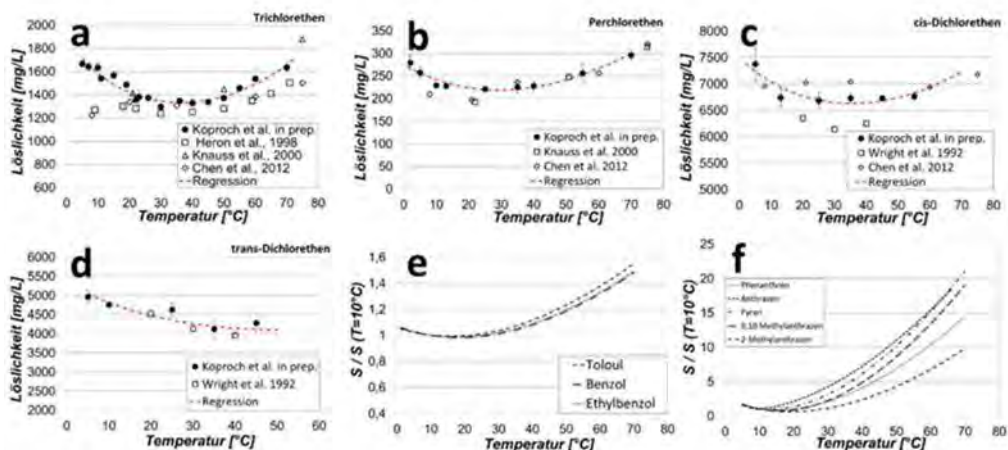 a
Trichlorethen
Löslichkeit [mg/L]
2000
1800
1600
1400
1200
1000
800
600
Koproch et al. in prep.
Heron et al., 1998
Knauss et al., 2000
Chen et al., 2012
Regression
0 10 20 30 40 50 60 70 80
Temperatur [°C]
b
Perchlorethen
Löslichkeit [mg/L]
350
300
250
200
150
100
50
0
Koproch et al. in prep.
Knauss et al. 2000
Chen et al. 2012
Regression
0 10 20 30 40 50 60 70 80
Temperatur [°C]
c
cis-Dichlorethen
Löslichkeit [mg/L]
7500
7000
6500
6000
5500
5000
Koproch et al. in prep.
Wright et al. 1992
Chen et al. 2012
Regression
0 10 20 30 40 50 60 70 80
Temperatur [°C]
d
trans-Dichlorethen
Löslichkeit [mg/L]
6000
5500
5000
4500
4000
3500
3000
2500
2000
Koproch et al. in prep.
Wright et al. 1992
Regression
0 10 20 30 40 50 60
Temperatur [°C]
e
S / S (T=10°C)
1,6
1,4
1,2
1
0,8
0,6
0,4
Toloul
Benzol
Ethylbenzol
0 10 20 30 40 50 60 70 80
Temperatur [°C]
f
S / S (T=10°C)
25
20
15
10
5
0
Phenanthren
Anthrazen
Pyren
9,10 Methylanthrazen
2-Methylanthrazen
0 10 20 30 40 50 60 70 80
Temperatur [°C]